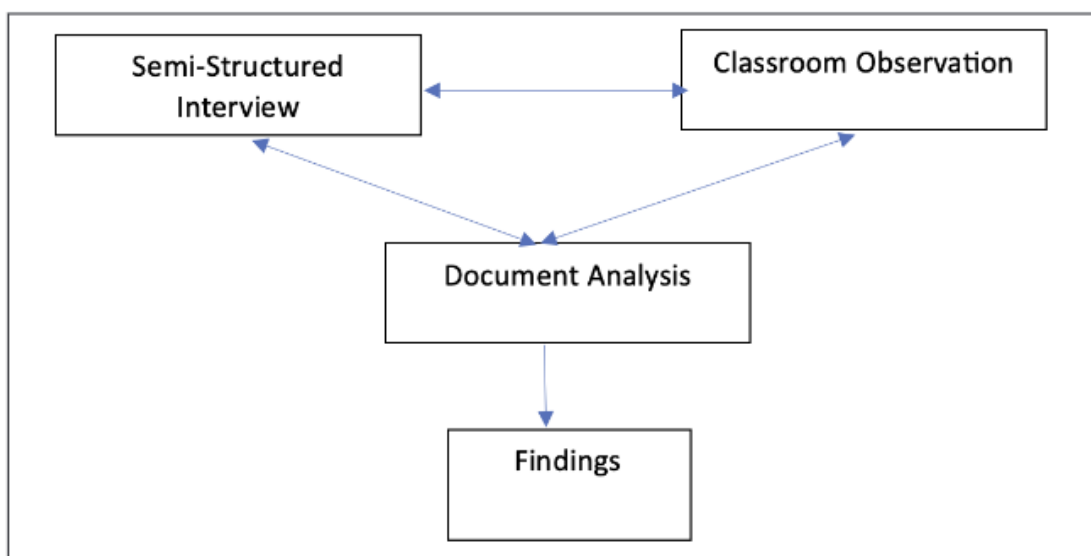 Semi-Structured
Interview
Classroom Observation
Document Analysis
Findings